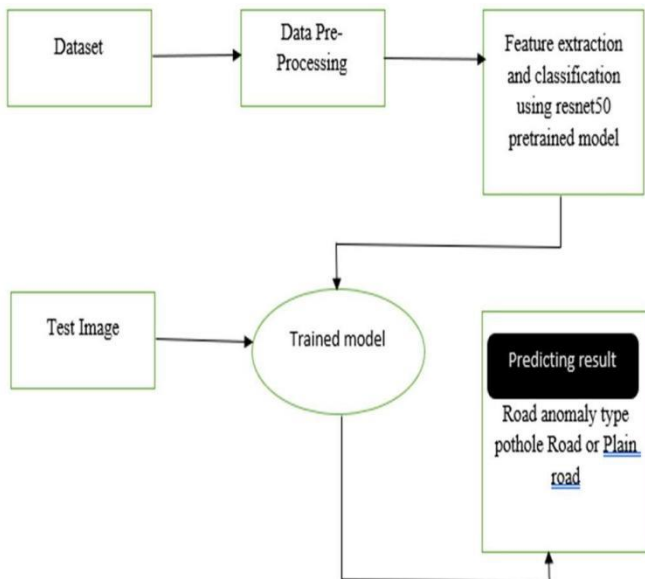 Dataset
Data Pre-
Processing
Feature extraction
and classification
using resnet50
pretrained model
Test Image
Trained model
Predicting result
Road anomaly type
pothole Road or Plain
road